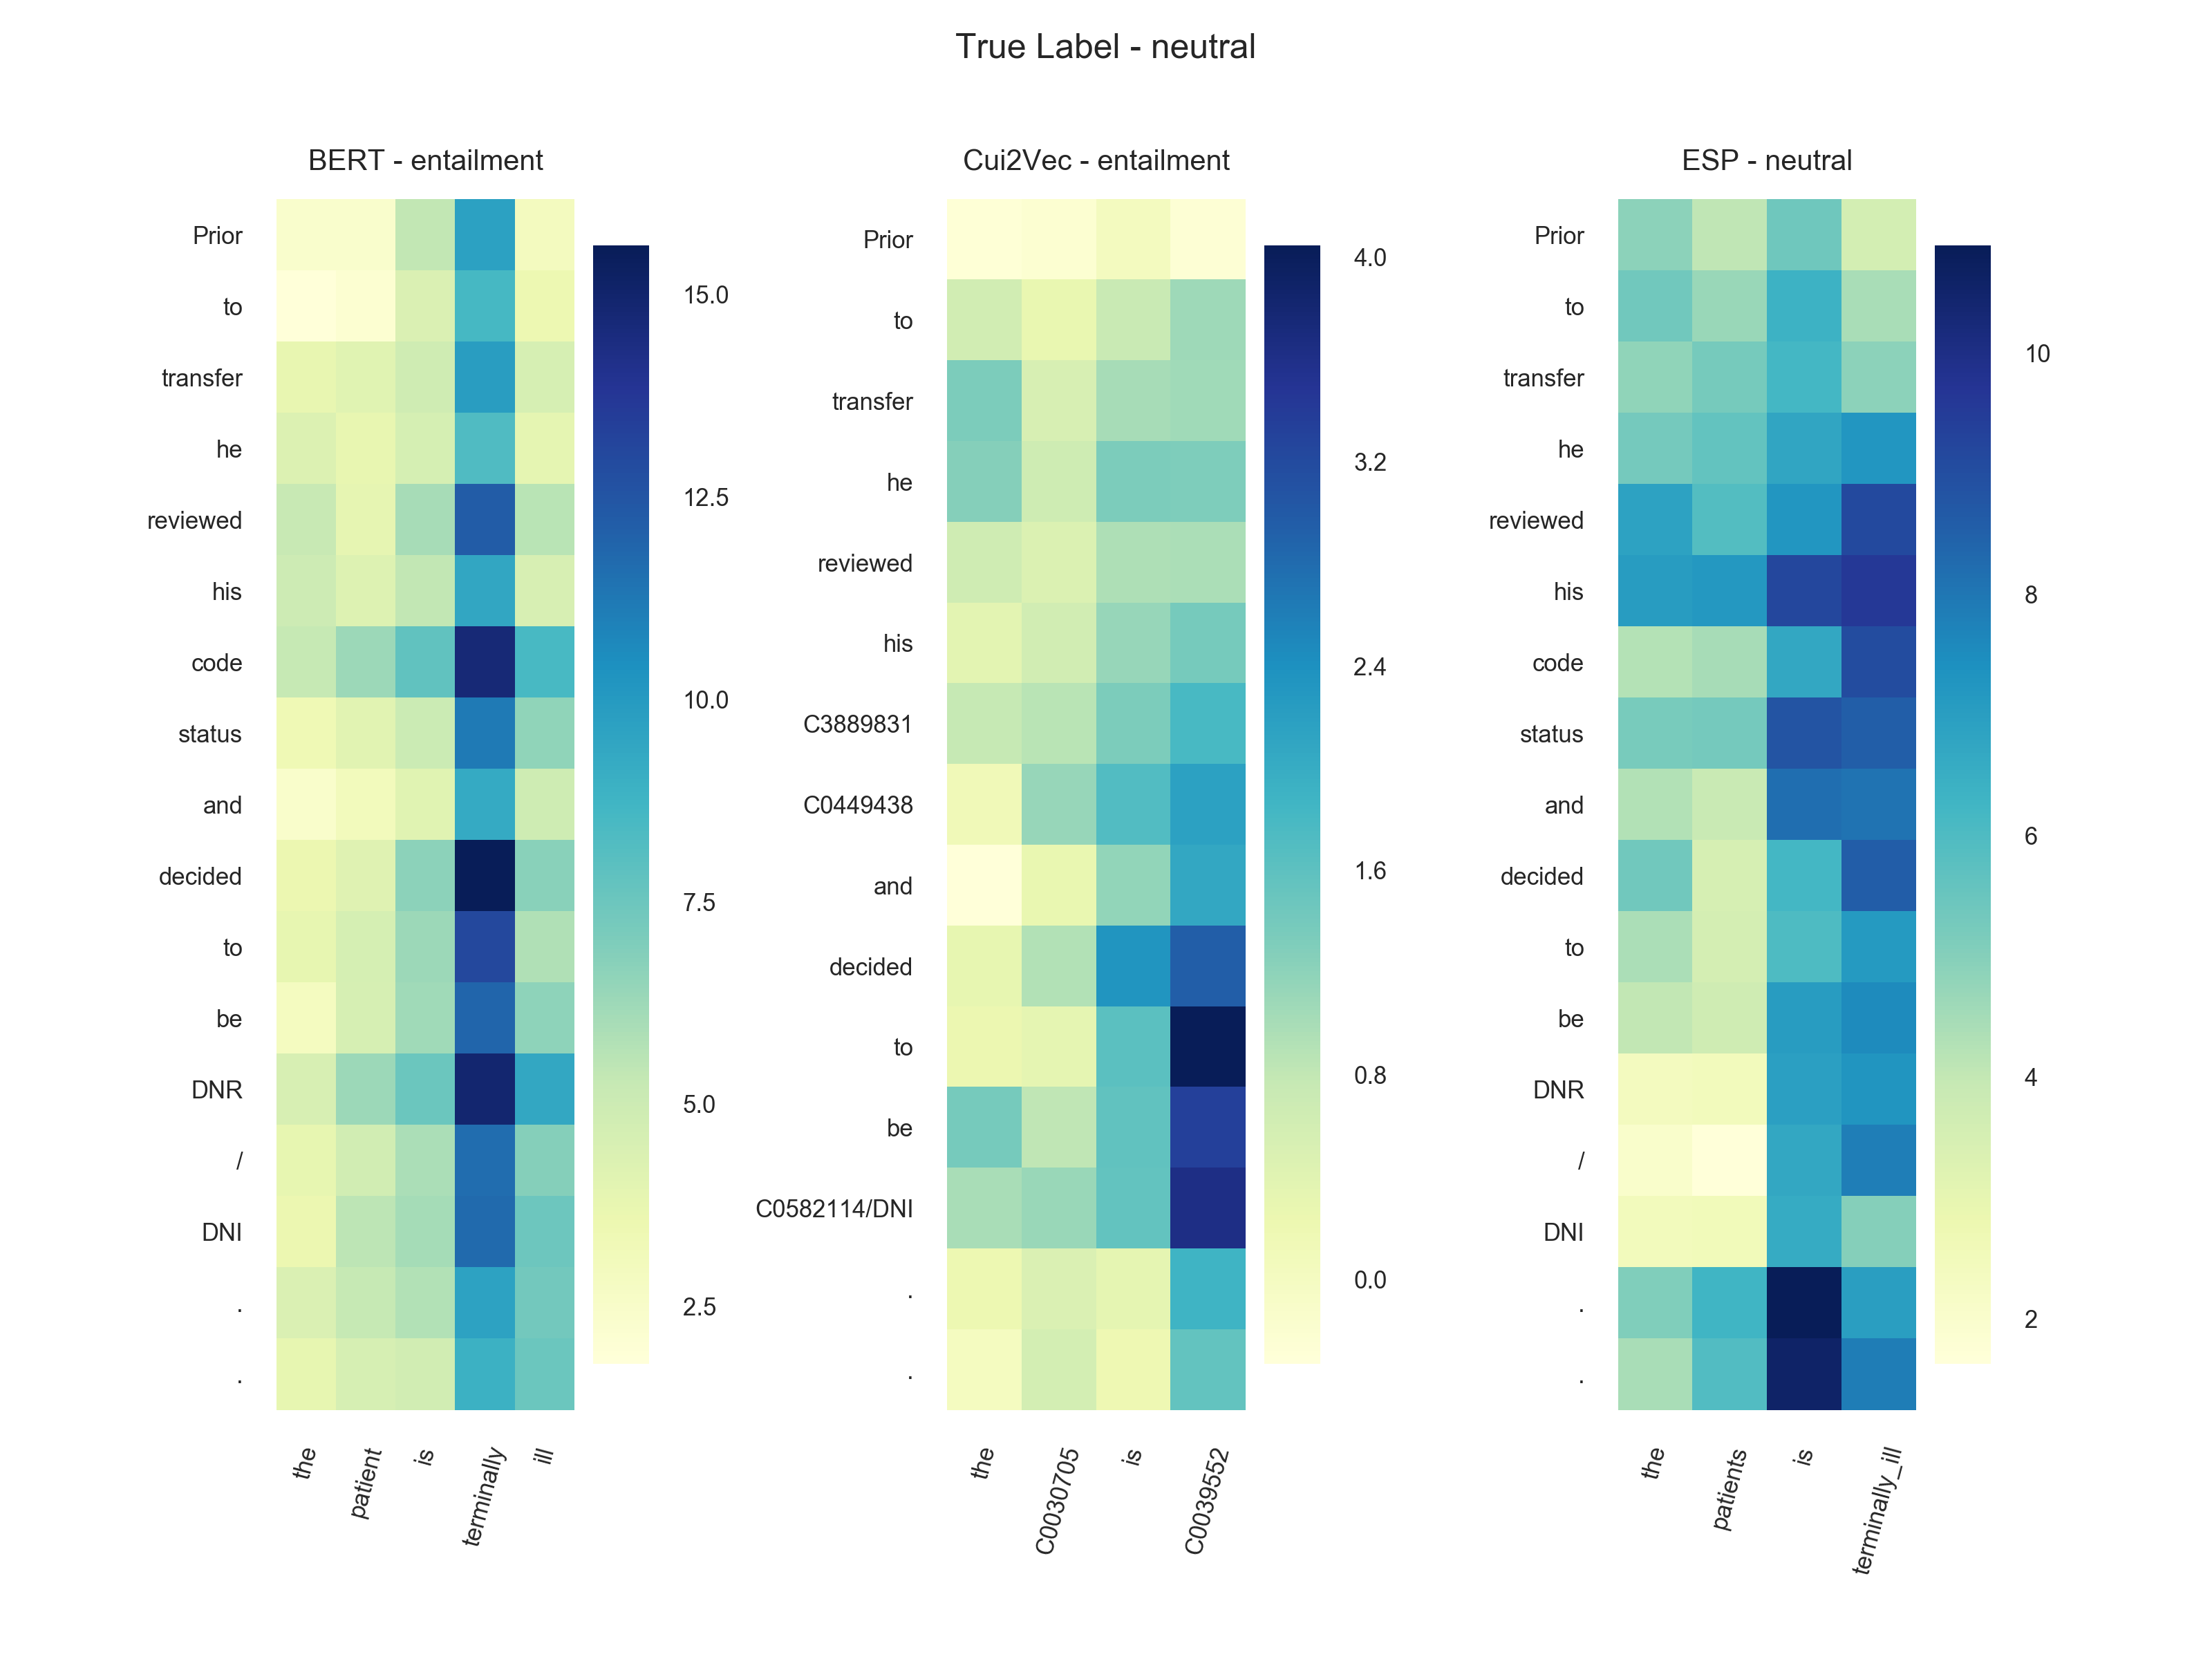 True Label - neutral
BERT - entailment
Prior
to
transfer
he
reviewed
his
code
status
and
decided
to
be
DNR
/
DNI
.
.
the
patient
is
terminally
ill
15.0
12.5
10.0
7.5
5.0
2.5
Cui2Vec - entailment
Prior
to
transfer
he
reviewed
his
C3889831
C0449438
and
decided
to
be
C0582114/DNI
.
.
the
C0030705
is
C0039552
4.0
3.2
2.4
1.6
0.8
0.0
ESP - neutral
Prior
to
transfer
he
reviewed
his
code
status
and
decided
to
be
DNR
/
DNI
.
.
the
patients
is
terminally_ill
10
8
6
4
2